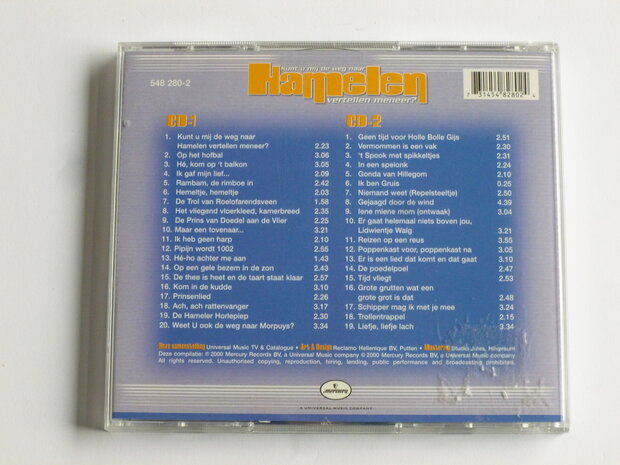 548 280-2
Kunt u mij de weg naar
Hamelen
vertellen meneer?
7 31454 82802 4
CD-1
1. Kunt u mij de weg naar
Hamelen vertellen meneer? 2.23
2. Op het hofbal 3.06
3. Hé, kom op 't balkon 3.05
4. Ik gaf mijn lief... 2.09
5. Rambam, de rimboe in 2.42
6. Hemeltje, hemeltje 2.03
7. De Trol van Roelofarendsveen 1.58
8. Het vliegend vloerkleed, kamerbreed 2.35
9. De Prins van Doedel aan de Vlier 2.25
10. Maar een tovenaar... 3.21
11. Ik heb geen harp 2.10
12. Pipijn wordt 1002 2.55
13. Hé-ho achter me aan 1.43
14. Op een gele bezem in de zon 2.43
15. De thee is heet en de taart staat klaar 2.57
16. Kom in de kudde 3.10
17. Prinsenlied 2.26
18. Ach, ach rattenvanger 3.17
19. De Hameler Horlepiep 3.10
20. Weet U ook de weg naar Morpuys? 3.34
CD-2
1. Geen tijd voor Holle Bolle Gijs 2.51
2. Vermommen is een vak 2.30
3. 't Spook met spikkeltjes 2.31
4. In een spelonk 2.24
5. Gonda van Hillegom 2.10
6. Ik ben Gruis 0.25
7. Niemand weet (Repelsteeltje) 2.50
8. Gejaagd door de wind 4.39
9. Iene miene mom (ontwaak) 3.04
10. Er gaat helemaal niets boven jou,
Lidwientje Walg 3.21
11. Reizen op een reus 3.55
12. Poppenkast voor, poppenkast na 3.05
13. Er is een lied dat komt en dat gaat 3.10
14. De poedelpoel 2.47
15. Tijd vliegt 2.53
16. Grote grutten wat een
grote grot is dat 2.48
17. Schipper mag ik met je mee 3.24
18. Trollentrappel 2.15
19. Liefje, liefje lach 3.34
Deze samenstelling Universal Music TV & Catalogue • Art & Design Reclamo Hellenique BV, Putten • Mastering Studio Jules, Hilversum
Deze compilatie: ℗ 2000 Mercury Records BV, a Universal Music company © 2000 Mercury Records BV, a Universal Music company
All rights reserved. Unauthorised copying, reproduction, hiring, lending, public performance and broadcasting prohibited.
mercury
A UNIVERSAL MUSIC COMPANY